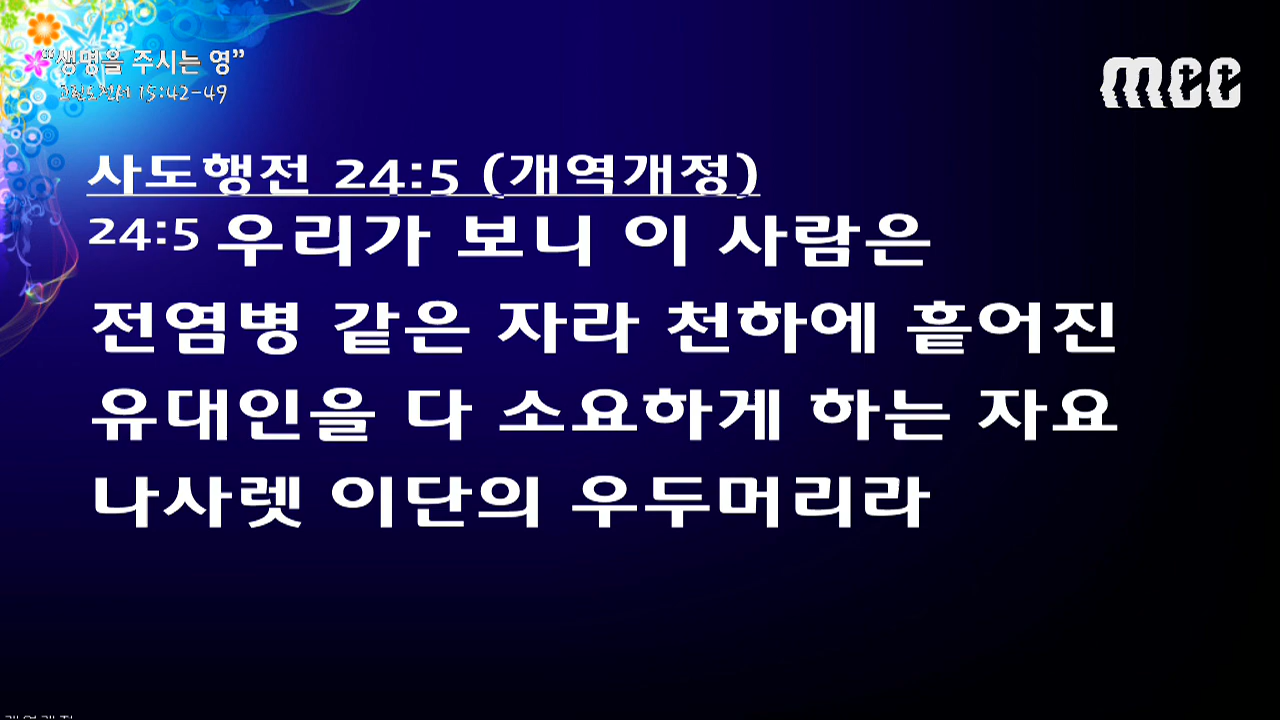 “생명을 주시는 영”
고린도전서 15:42-49
mcc
사도행전 24:5 (개역개정)
24:5 우리가 보니 이 사람은
전염병 같은 자라 천하에 흩어진
유대인을 다 소요하게 하는 자요
나사렛 이단의 우두머리라